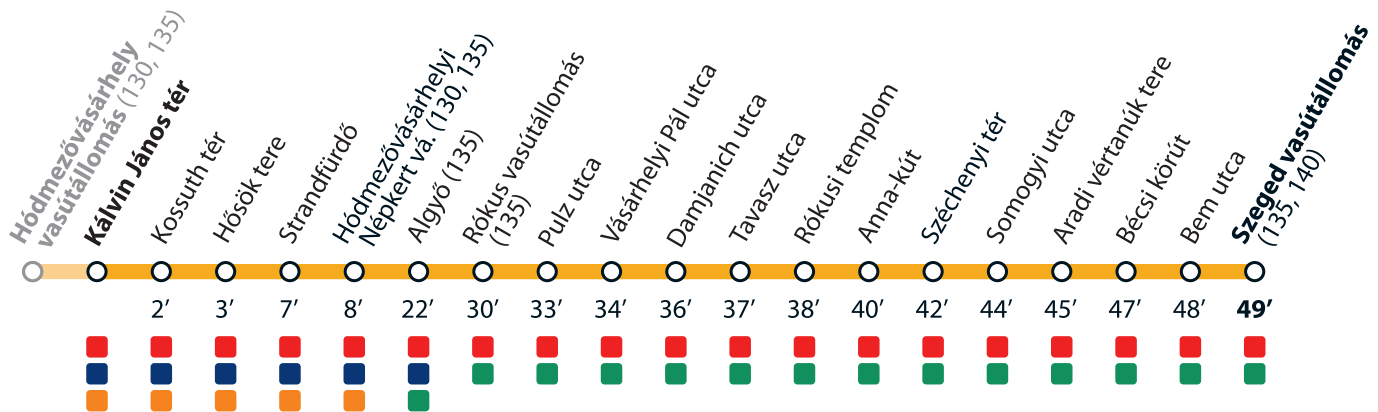 Hódmezővásárhely
vasútállomás (130, 135)
Kálvin János tér
Kossuth tér
Hősök tere
Strandfürdő
Hódmezővásárhelyi
Népkert vá. (130, 135)
Algyő (135)
Rókus vasútállomás
(135)
Pulz utca
Vásárhelyi Pál utca
Damjanich utca
Tavasz utca
Rókusi templom
Anna-kút
Széchenyi tér
Somogyi utca
Aradi vértanúk tere
Bécsi körút
Bem utca
Szeged vasútállomás
(135, 140)
2’ 3’ 7’ 8’ 22’ 30’ 33’ 34’ 36’ 37’ 38’ 40’ 42’ 44’ 45’ 47’ 48’ 49’